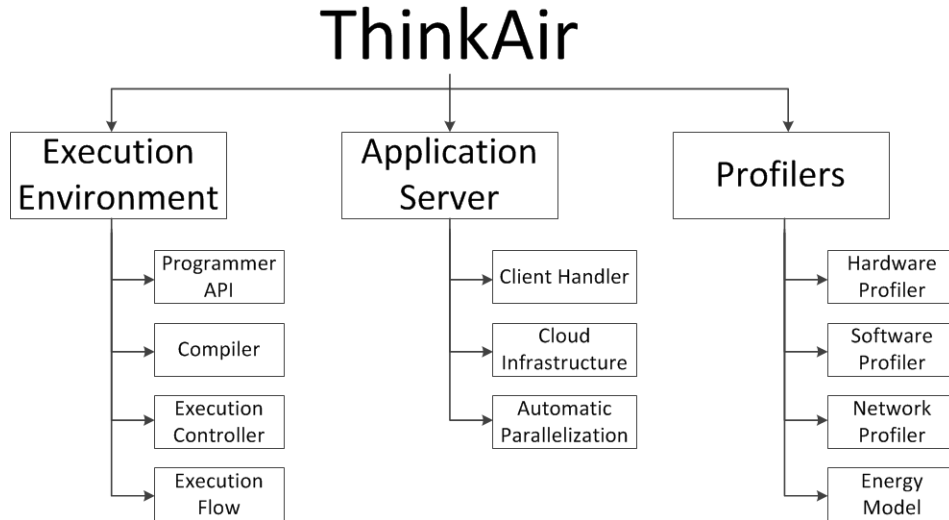 ThinkAir
Execution
Environment
Application
Server
Profilers
Programmer
API
Compiler
Execution
Controller
Execution
Flow
Client Handler
Cloud
Infrastructure
Automatic
Parallelization
Hardware
Profiler
Software
Profiler
Network
Profiler
Energy
Model